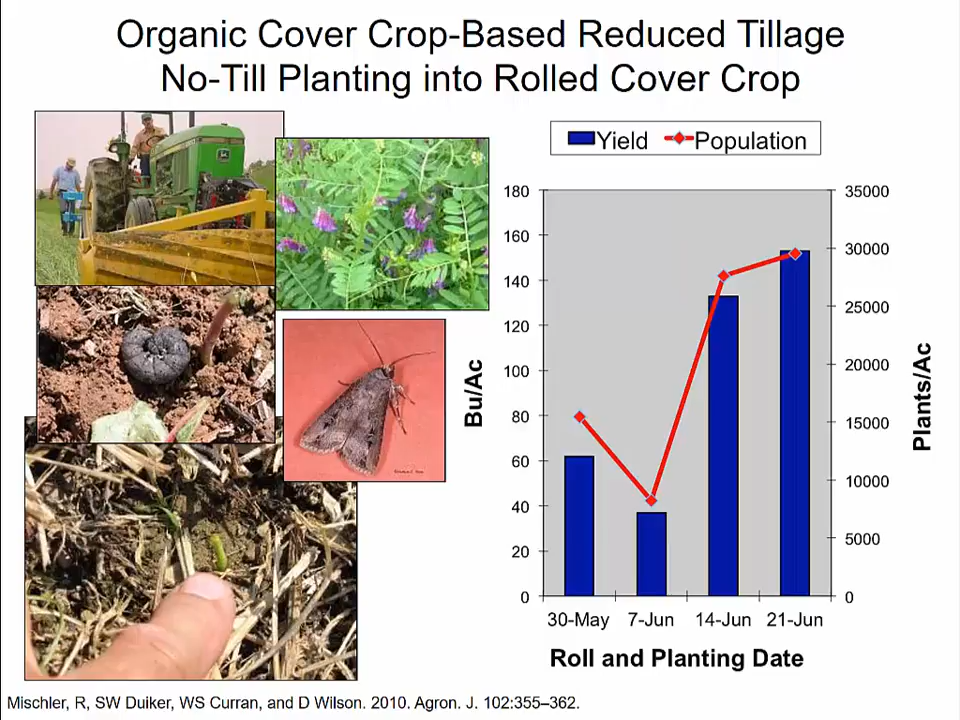 Organic Cover Crop-Based Reduced Tillage
No-Till Planting into Rolled Cover Crop
Yield
Population
Bu/Ac
180
160
140
120
100
80
60
40
20
0
35000
30000
25000
20000
15000
10000
5000
0
Plants/Ac
30-May 7-Jun 14-Jun 21-Jun
Roll and Planting Date
Mischler, R, SW Duiker, WS Curran, and D Wilson. 2010. Agron. J. 102:355–362.